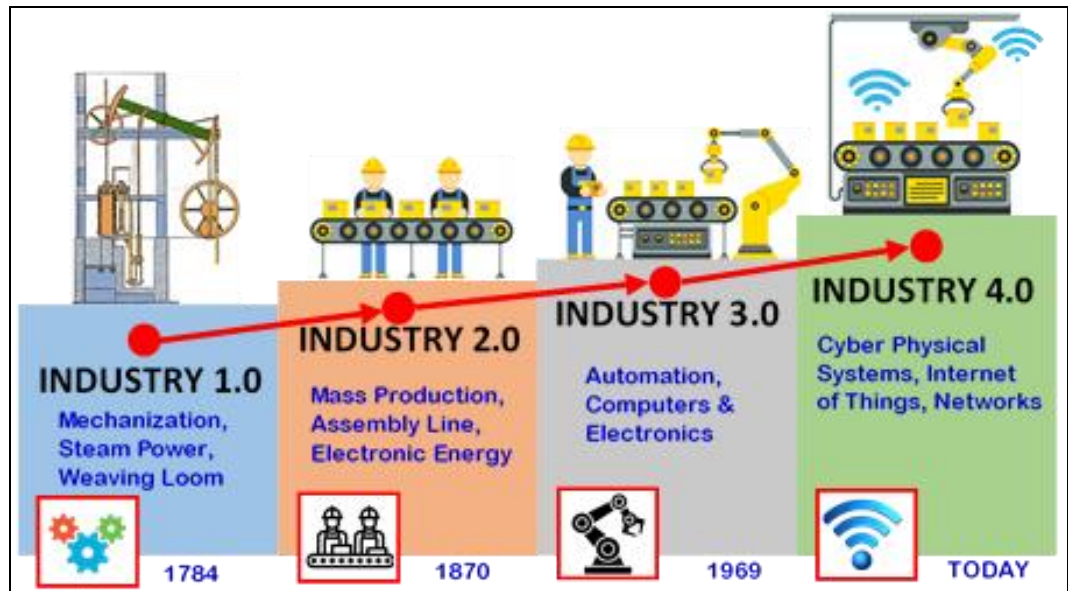 INDUSTRY 1.0
Mechanization,
Steam Power,
Weaving Loom
1784
INDUSTRY 2.0
Mass Production,
Assembly Line,
Electronic Energy
1870
INDUSTRY 3.0
Automation,
Computers &
Electronics
1969
INDUSTRY 4.0
Cyber Physical
Systems, Internet
of Things, Networks
TODAY